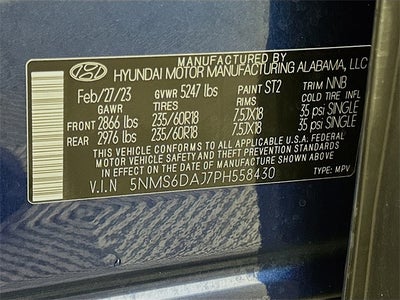 MANUFACTURED BY
HYUNDAI MOTOR MANUFACTURING ALABAMA, LLC
Feb/27/23 GVWR 5247 lbs PAINT ST2 TRIM NNB
GAWR TIRES RIMS COLD TIRE INFL
FRONT 2866 lbs 235/60R18 7.5JX18 35 psi SINGLE
REAR 2976 lbs 235/60R18 7.5JX18 35 psi SINGLE
THIS VEHICLE CONFORMS TO ALL APPLICABLE U.S.A. FEDERAL
MOTOR VEHICLE SAFETY AND THEFT PREVENTION STANDARDS
IN EFFECT ON THE DATE OF MANUFACTURE SHOWN ABOVE.
V.I.N 5NMS6DAJ7PH558430 TYPE: MPV